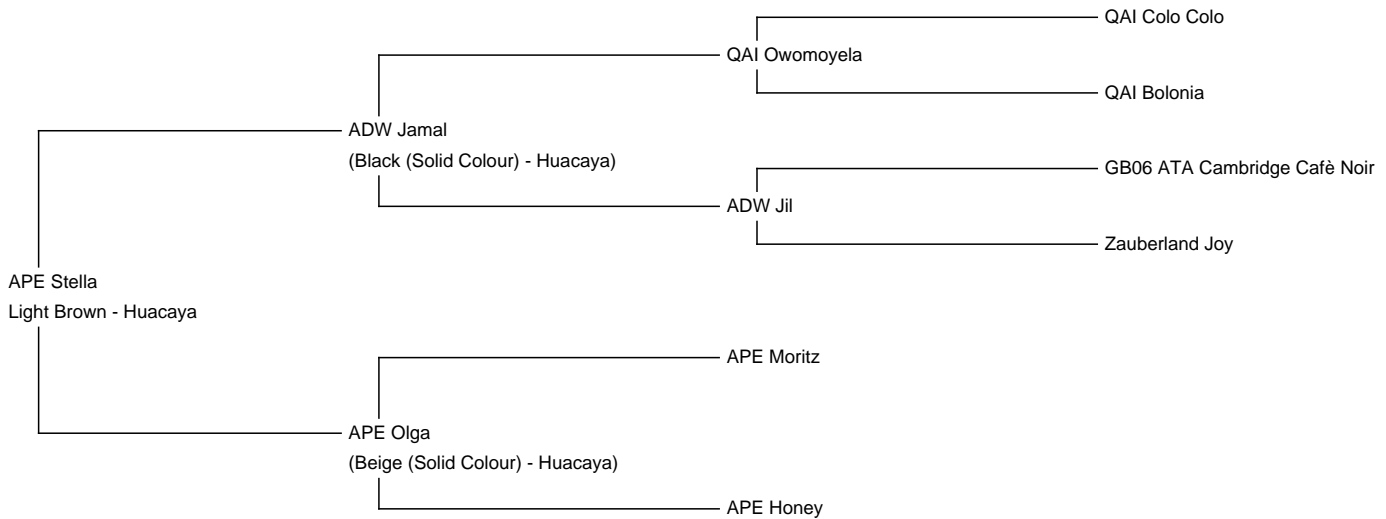 QAI Colo Colo
QAI Owomoyela
QAI Bolonia
ADW Jamal
(Black (Solid Colour) - Huacaya)
GB06 ATA Cambridge Cafè Noir
ADW Jil
Zauberland Joy
APE Stella
Light Brown - Huacaya
APE Moritz
APE Olga
(Beige (Solid Colour) - Huacaya)
APE Honey